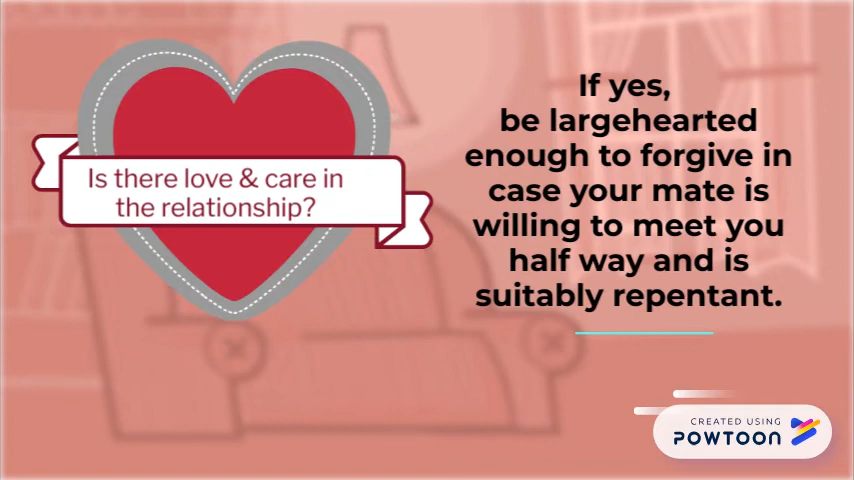 Is there love & care in
the relationship?
If yes,
be largehearted
enough to forgive in
case your mate is
willing to meet you
half way and is
suitably repentant.
CREATED USING
POWTOON